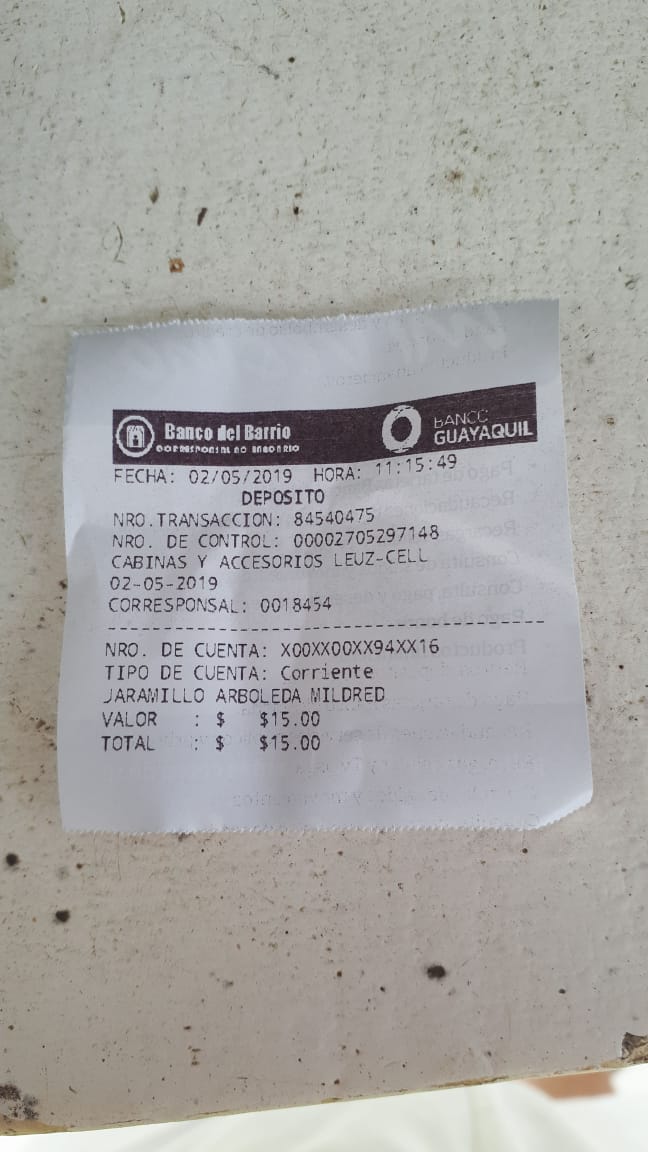 Banco del Barrio
CORRESPONSAL NO BANCARIO
BANCO
GUAYAQUIL
FECHA: 02/05/2019 HORA: 11:15:49
DEPOSITO
NRO.TRANSACCION: 84540475
NRO. DE CONTROL: 00002705297148
CABINAS Y ACCESORIOS LEUZ-CELL
02-05-2019
CORRESPONSAL: 0018454
NRO. DE CUENTA: X00XX00XX94XX16
TIPO DE CUENTA: Corriente
JARAMILLO ARBOLEDA MILDRED
VALOR : $ $15.00
TOTAL : $ $15.00